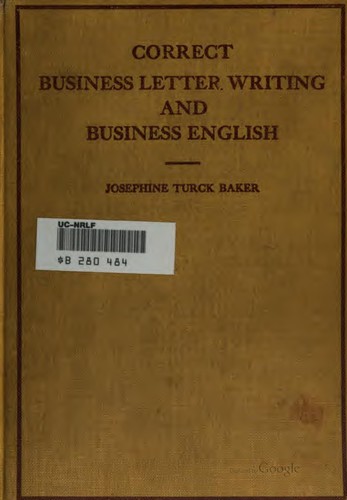 CORRECT
BUSINESS LETTER WRITING
AND
BUSINESS ENGLISH
JOSEPHINE TURCK BAKER
UC-NRLF
$B 280 484
Google